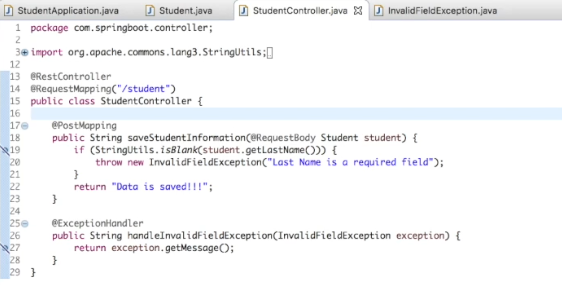 StudentApplication.java Student.java StudentController.java InvalidFieldException.java
1 package com.springboot.controller;
2
3 import org.apache.commons.lang3.StringUtils;
12
13 @RestController
14 @RequestMapping("/student")
15 public class StudentController {
16
17 @PostMapping
18 public String saveStudentInformation(@RequestBody Student student) {
19 if (StringUtils.isBlank(student.getLastName())) {
20 throw new InvalidFieldException("Last Name is a required field");
21 }
22 return "Data is saved!!!";
23 }
24
25 @ExceptionHandler
26 public String handleInvalidFieldException(InvalidFieldException exception) {
27 return exception.getMessage();
28 }
29 }